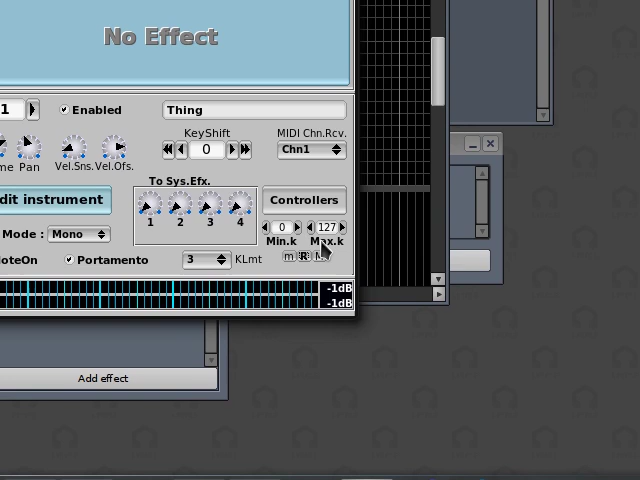 No Effect
1 Enabled Thing
KeyShift MIDI Chn.Rcv.
0 Chn1
me Pan Vel.Sns. Vel.Ofs.
To Sys.Efx.
dit instrument Controllers
1 2 3 4
Mode : Mono 0 127
Min.k Max.k
oteOn Portamento 3 KLmt m R M
-1dB
-1dB
Add effect